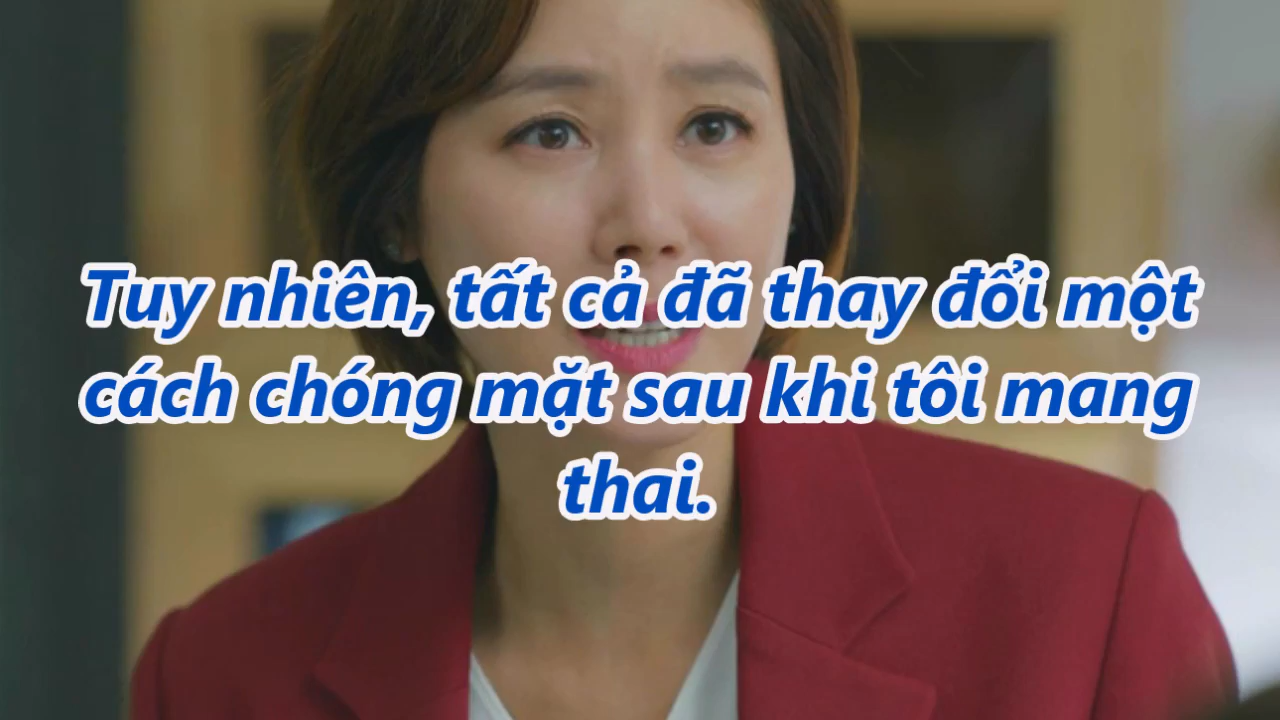 Tuy nhiên, tất cả đã thay đổi một
cách chóng mặt sau khi tôi mang
thai.